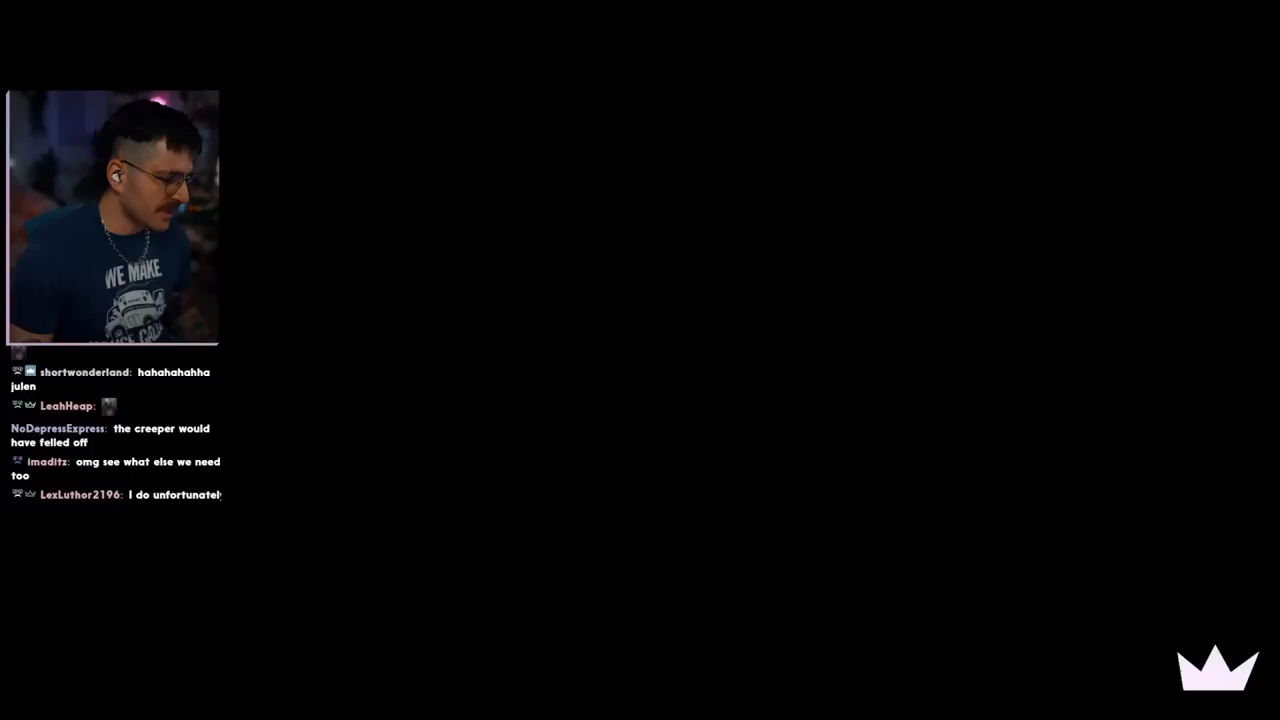 WE MAKE
shortwonderland: hahahahahha
julen
LeahHeap:
NoDepressExpress: the creeper would
have felled off
imaditz: omg see what else we need
too
LexLuthor2196: I do unfortunately